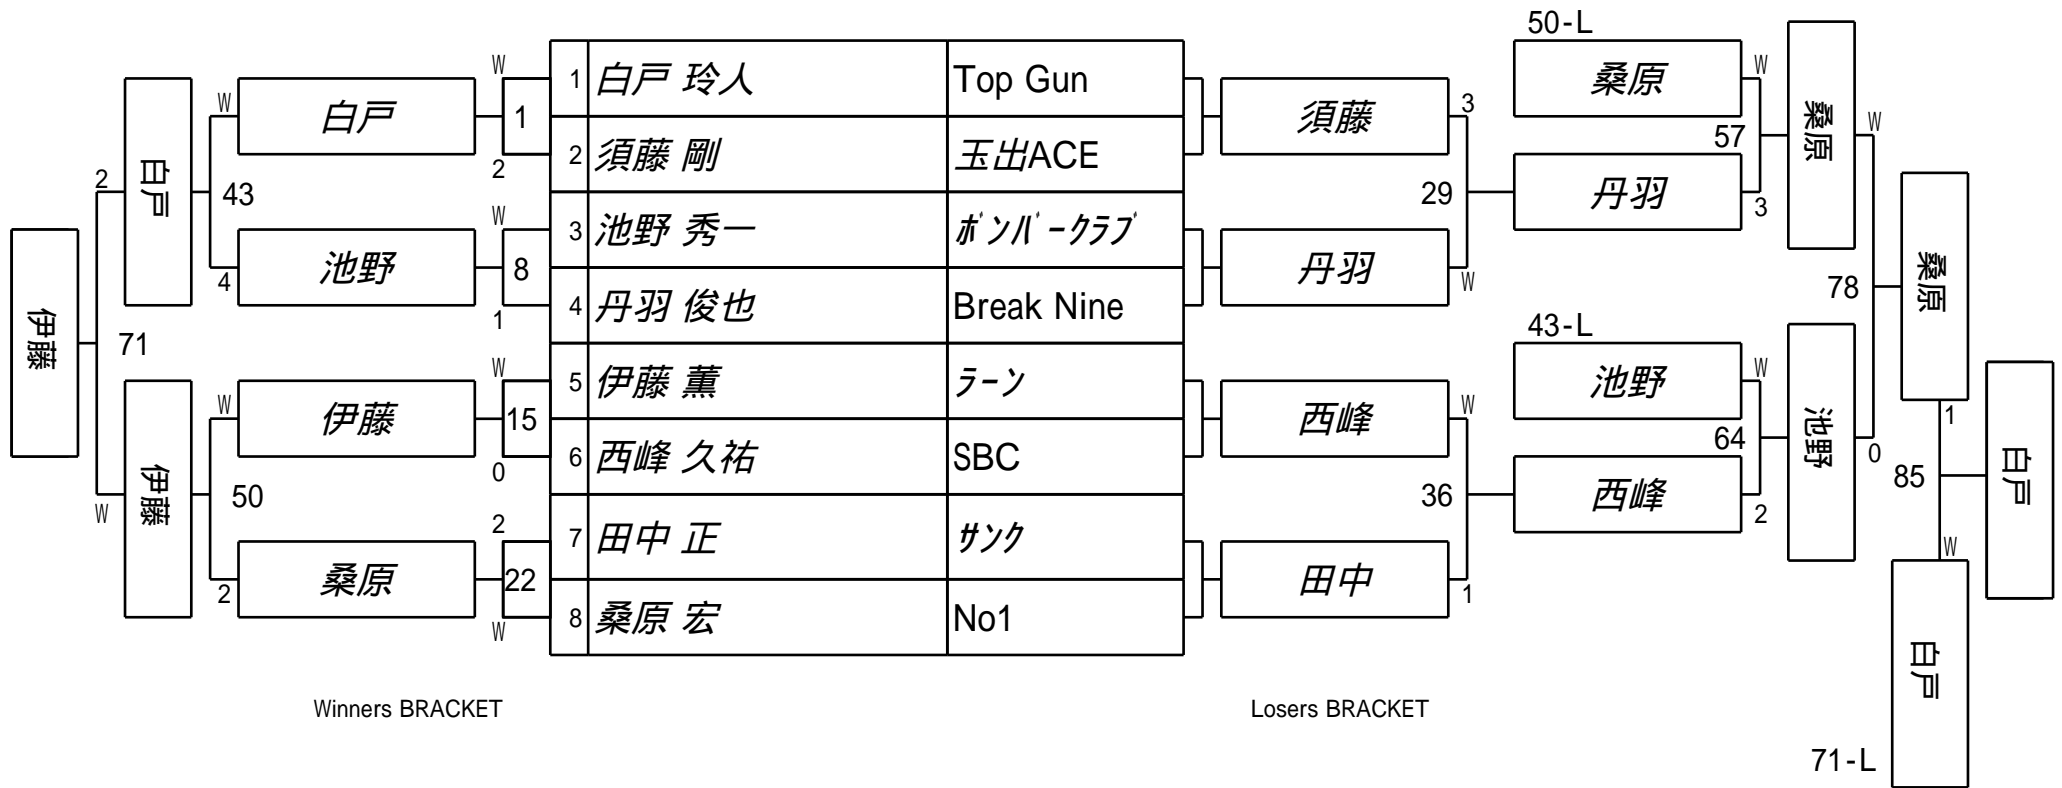 50-L
W
1 白戸 玲人 Top Gun
W
桑原
W
白戸
1
須藤
3
桑原
W
57
2 須藤 剛 玉出ACE
2
白戸
2
43
29
丹羽
3
W
3 池野 秀一 ボンバークラブ
桑原
池野
4
8
丹羽
W
78
4 丹羽 俊也 Break Nine
1
43-L
伊藤
71
W
5 伊藤 薫 ラーン
池野
W
W
伊藤
15
西峰
W
1
64
池野
0
6 西峰 久祐 SBC
0
85
白戸
伊藤
50
36
西峰
2
W
2
7 田中 正 サンク
W
桑原
2
22
田中
1
8 桑原 宏 No1
W
白戸
Winners BRACKET
Losers BRACKET
71-L